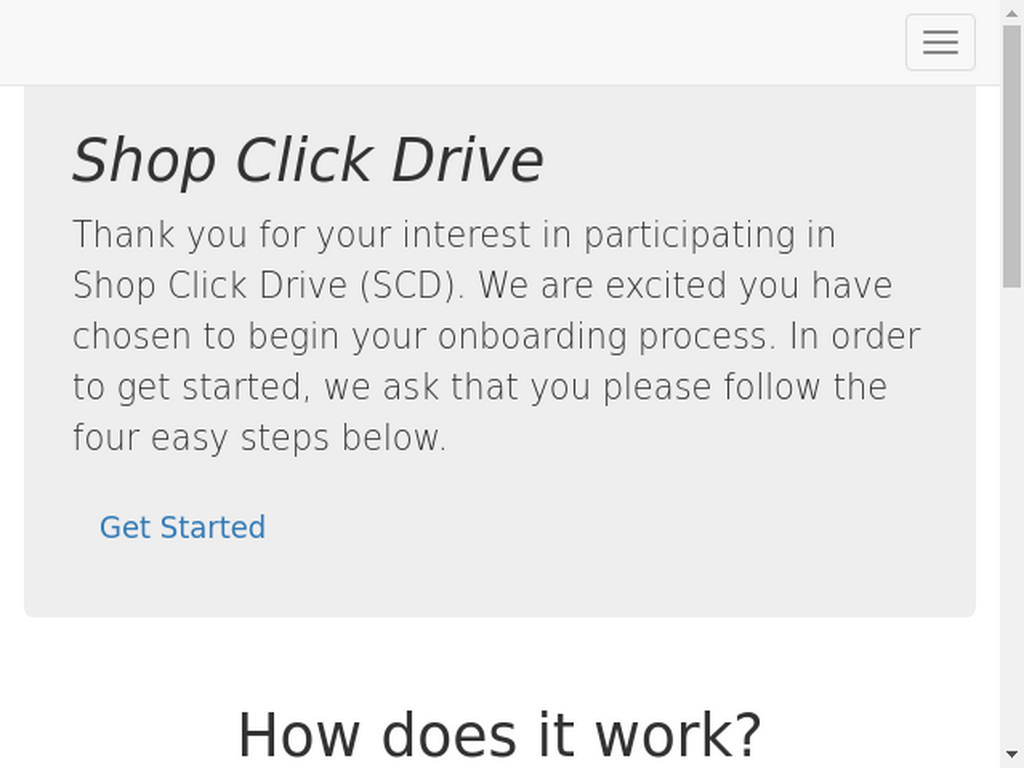 Shop Click Drive
Thank you for your interest in participating in
Shop Click Drive (SCD). We are excited you have
chosen to begin your onboarding process. In order
to get started, we ask that you please follow the
four easy steps below.
Get Started
How does it work?